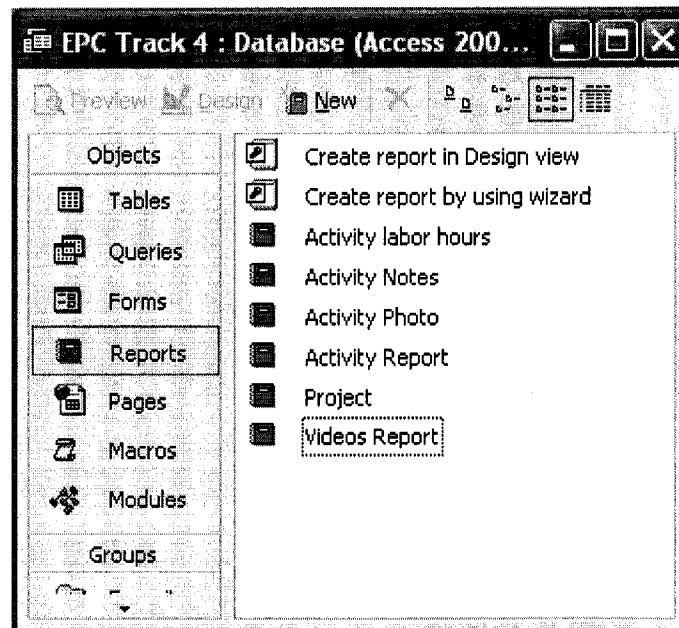 EPC Track 4 : Database (Access 200...
Preview Design New
Objects
Tables
Queries
Forms
Reports
Pages
Macros
Modules
Groups
Create report in Design view
Create report by using wizard
Activity labor hours
Activity Notes
Activity Photo
Activity Report
Project
Videos Report